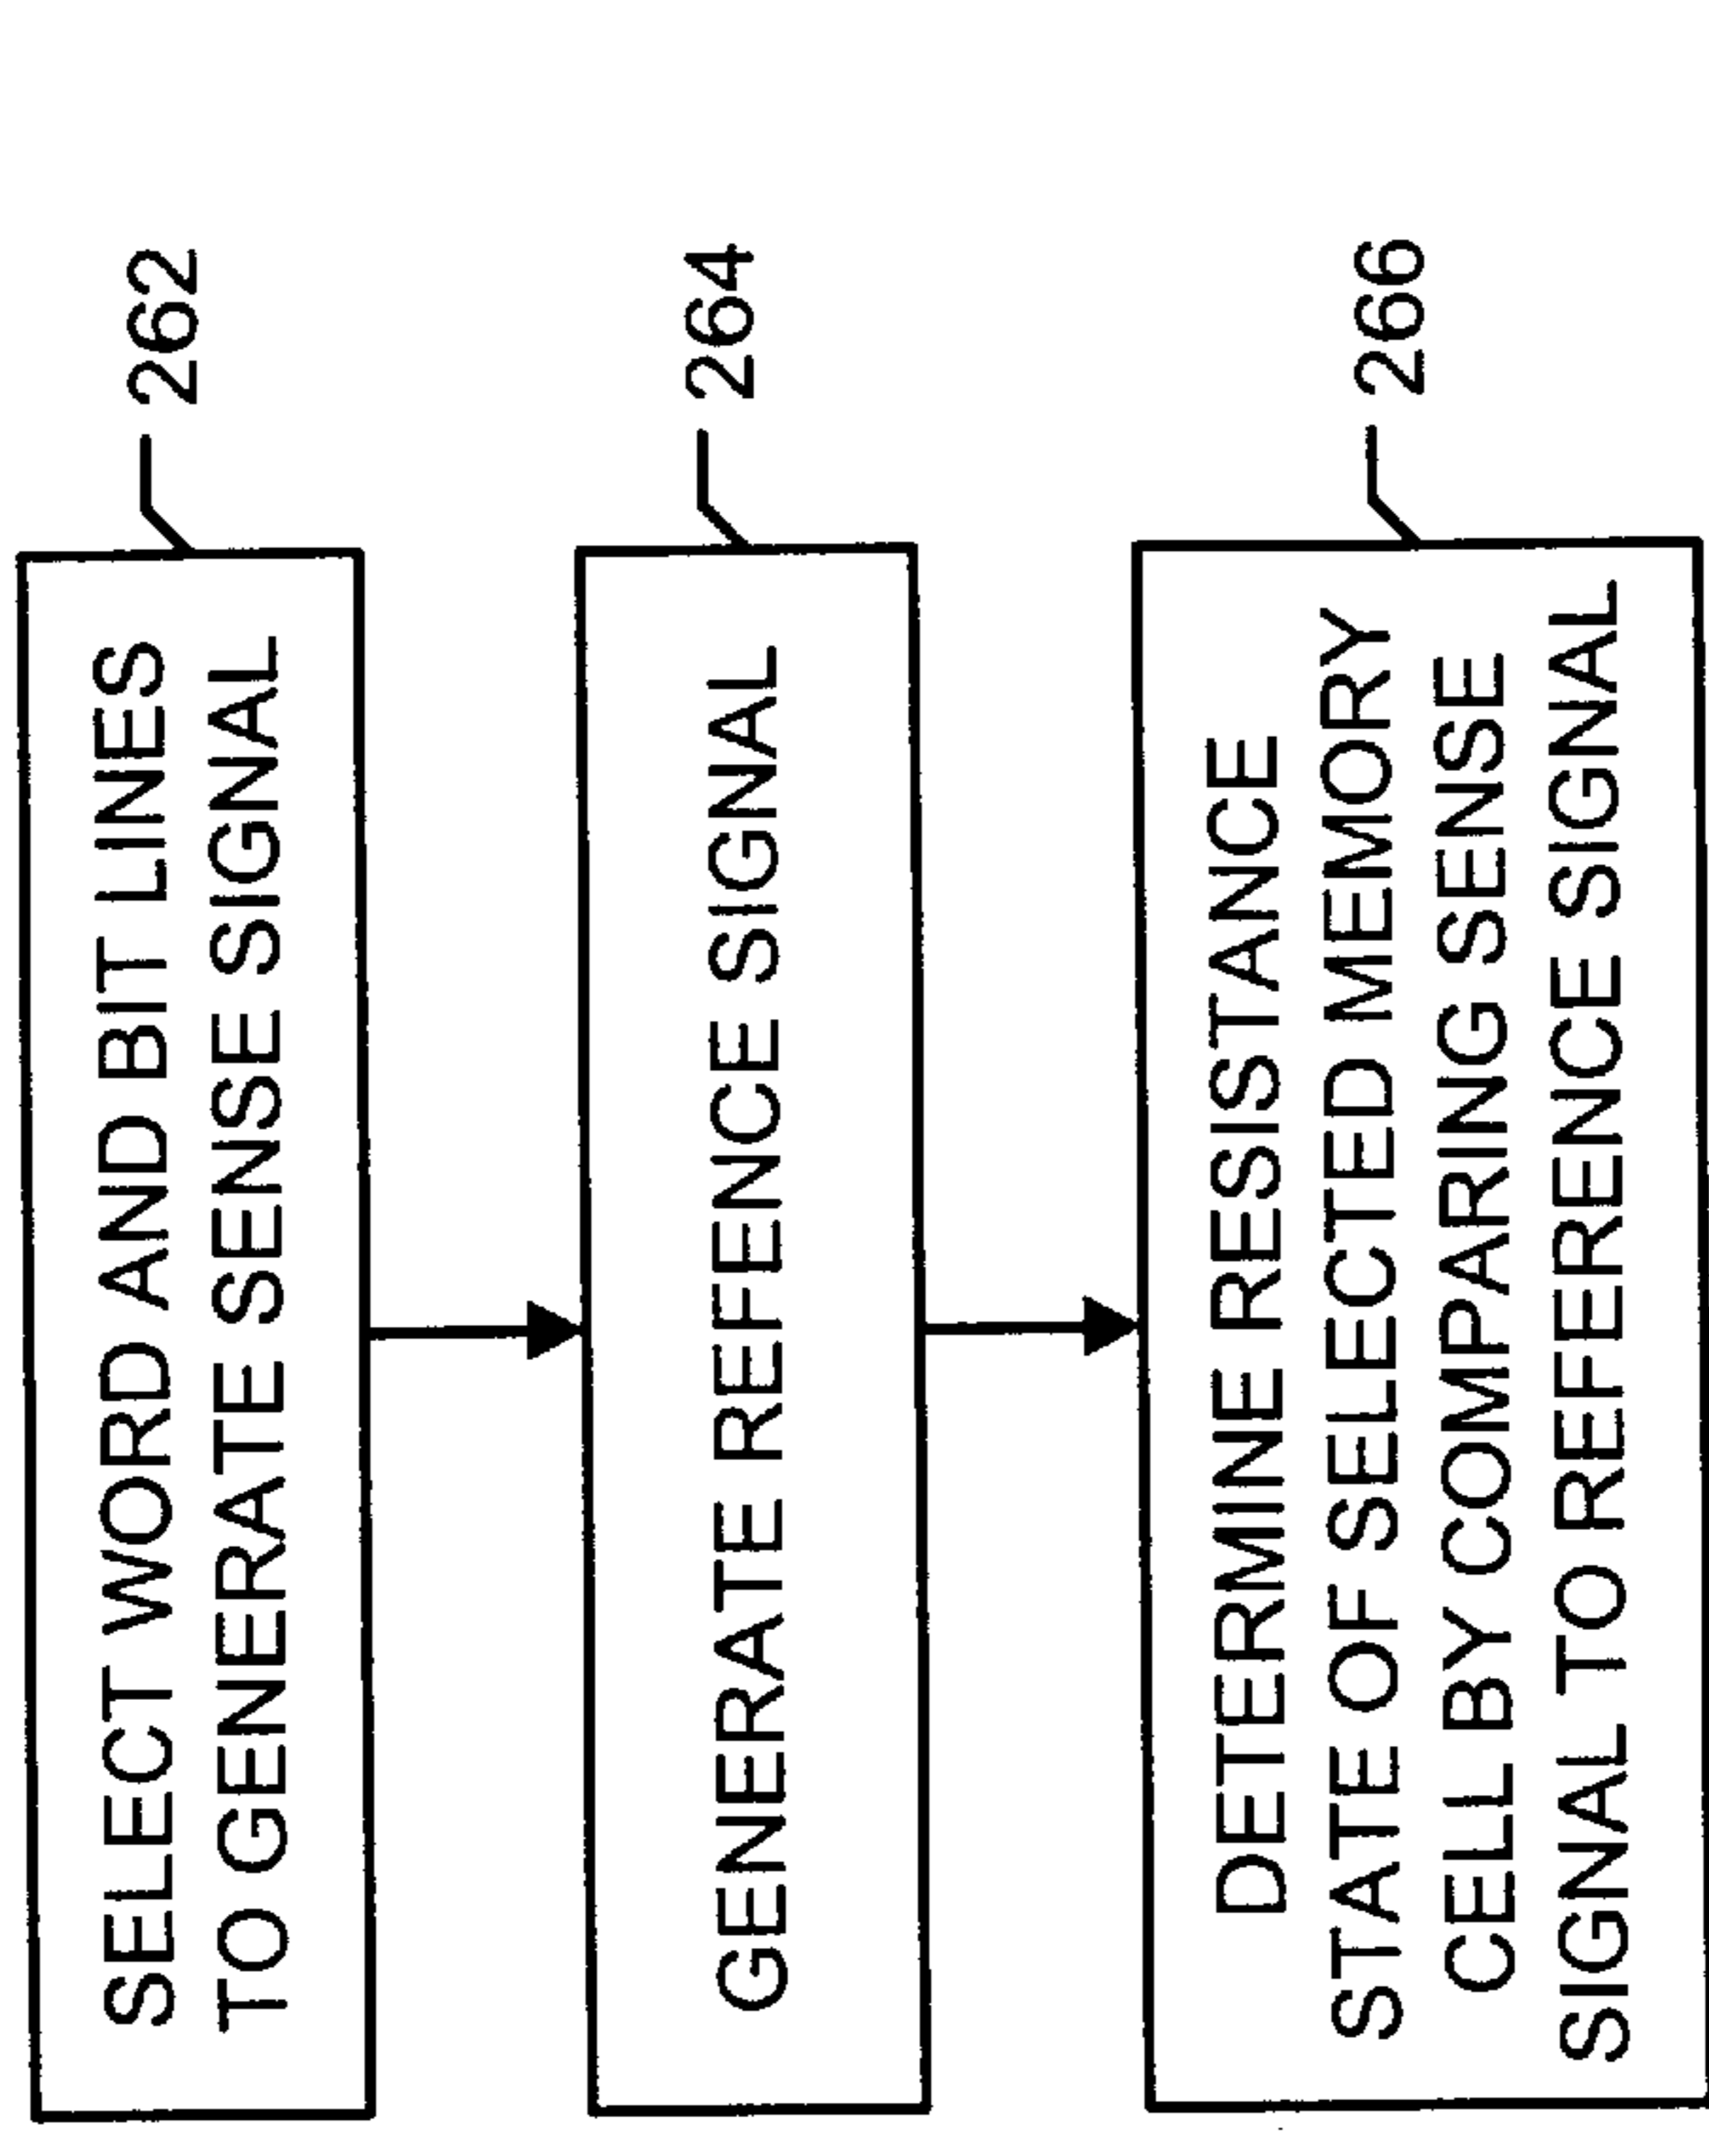 SELECT WORD AND BIT LINES
TO GENERATE SENSE SIGNAL
262
GENERATE REFERENCE SIGNAL
264
DETERMINE RESISTANCE
STATE OF SELECTED MEMORY
CELL BY COMPARING SENSE
SIGNAL TO REFERENCE SIGNAL
266